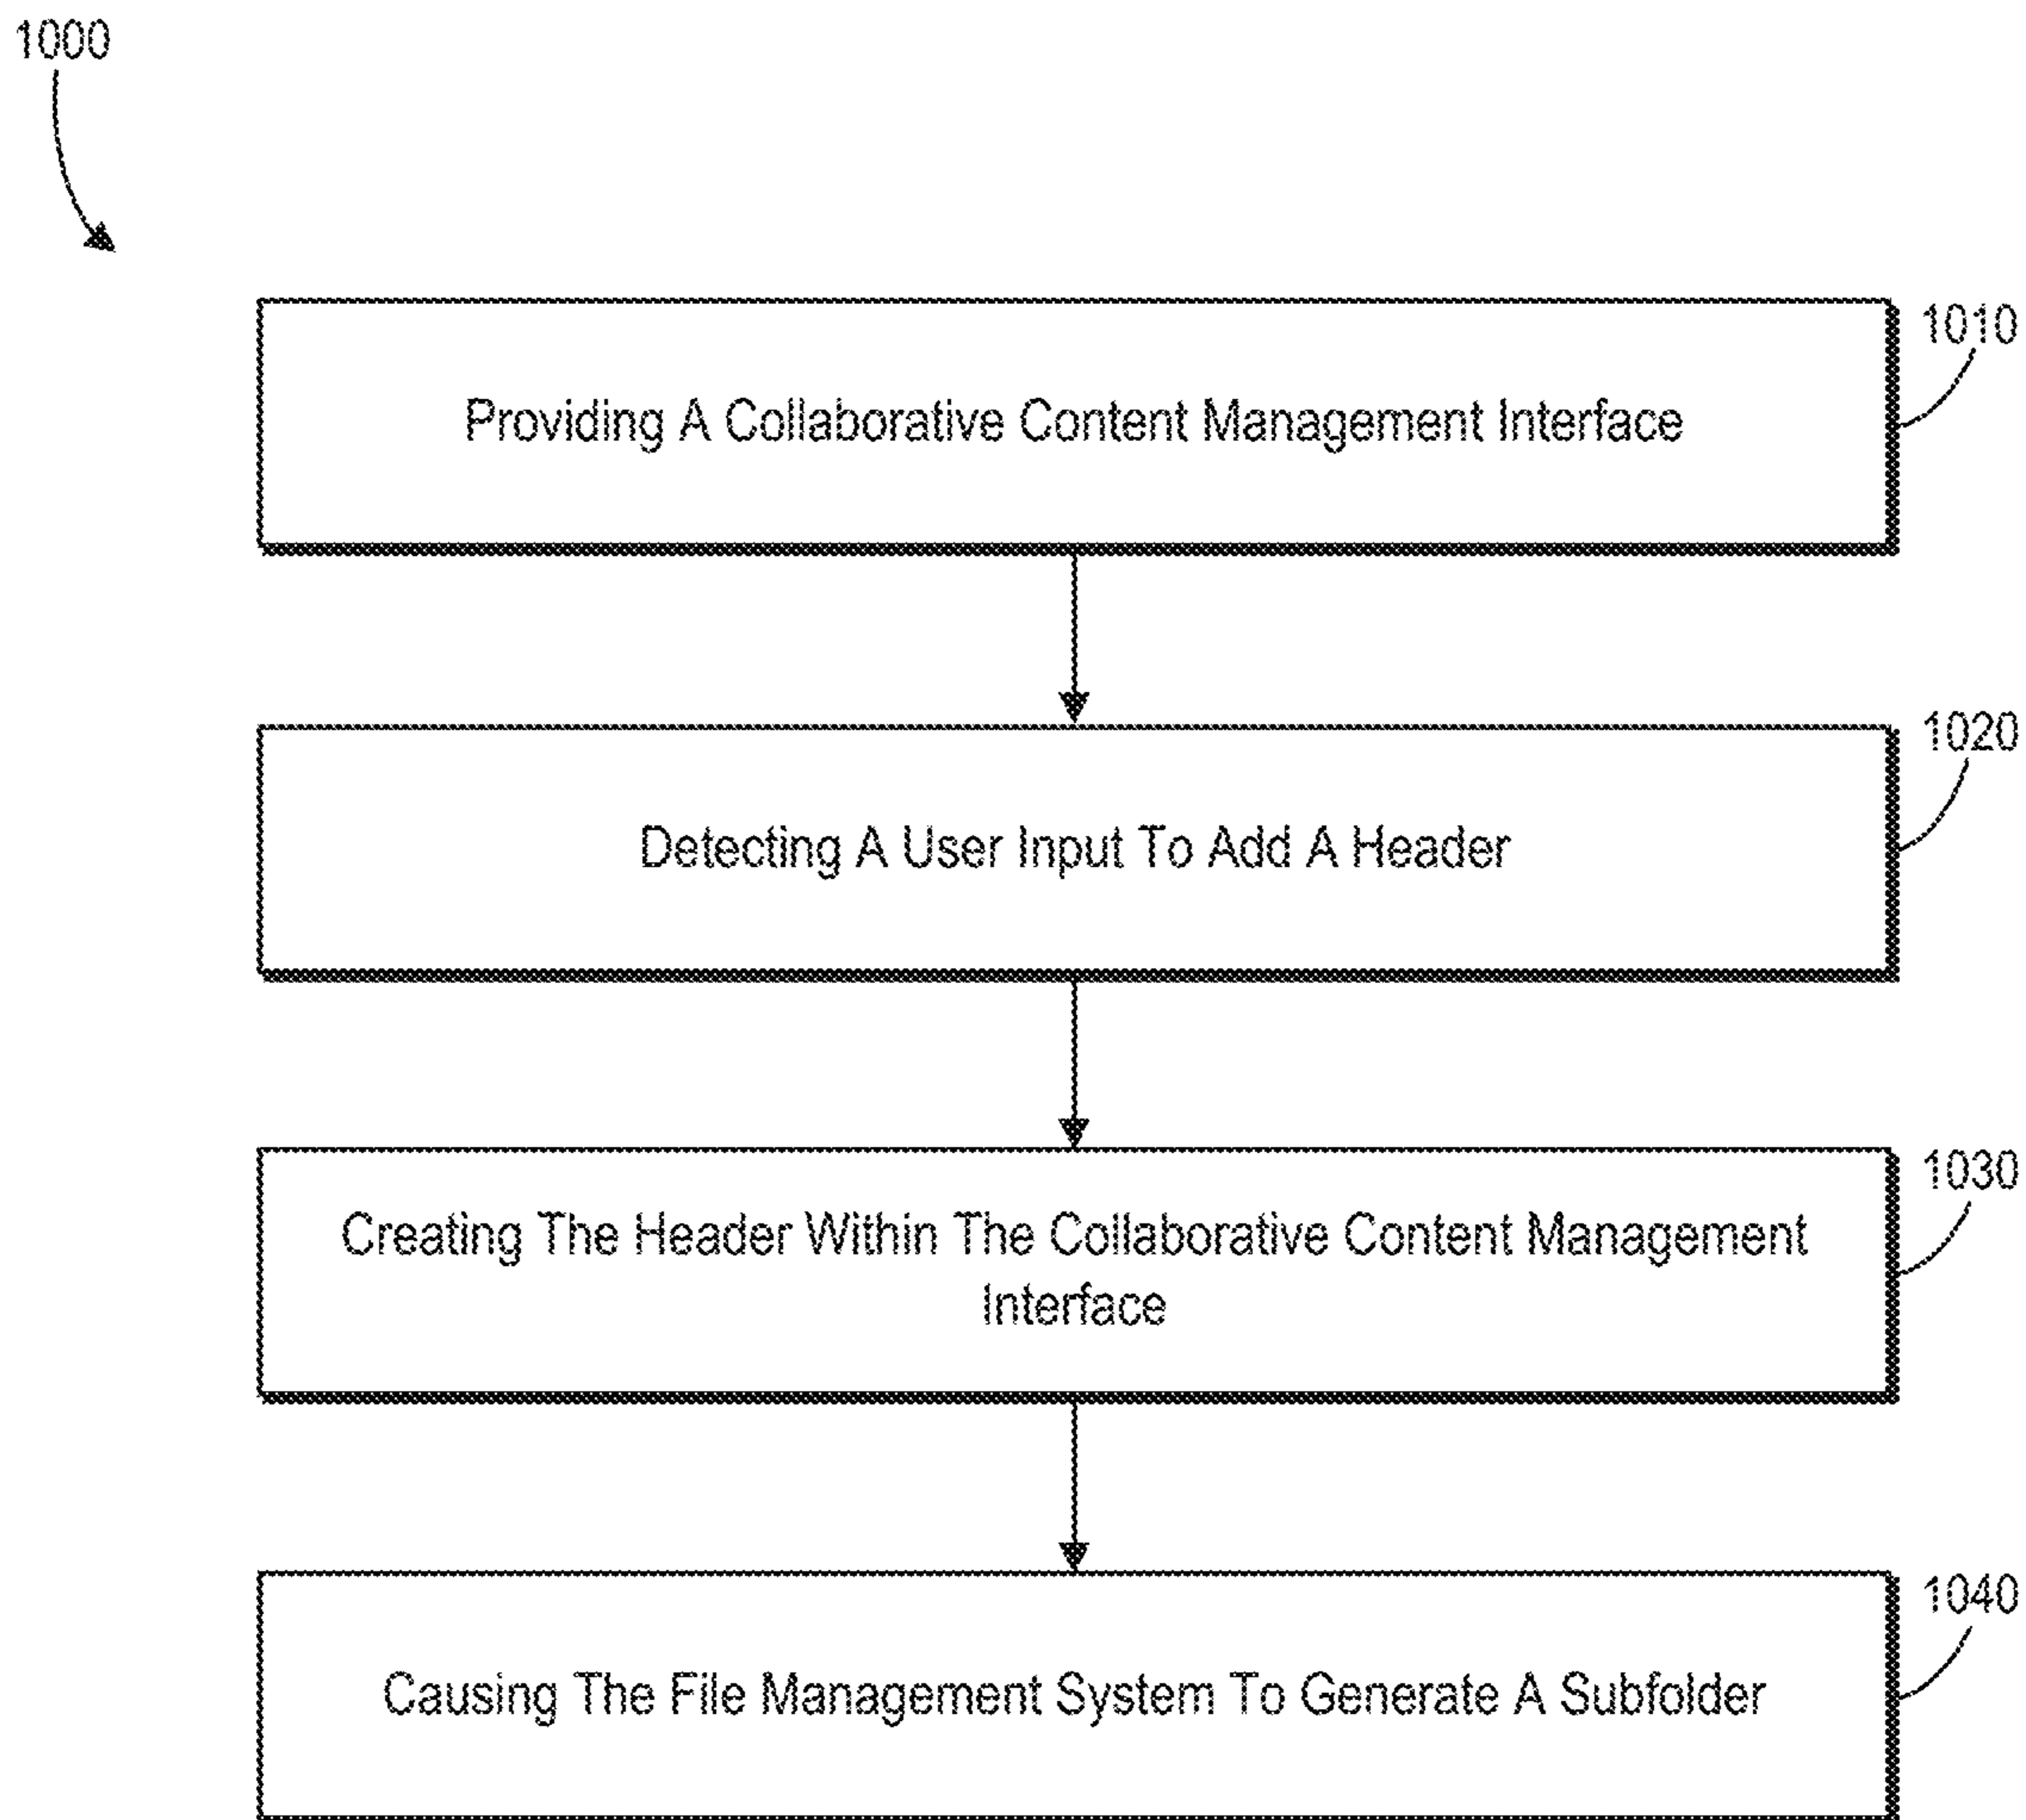 1000
1010
Providing A Collaborative Content Management Interface
1020
Detecting A User Input To Add A Header
1030
Creating The Header Within The Collaborative Content Management
Interface
1040
Causing The File Management System To Generate A Subfolder